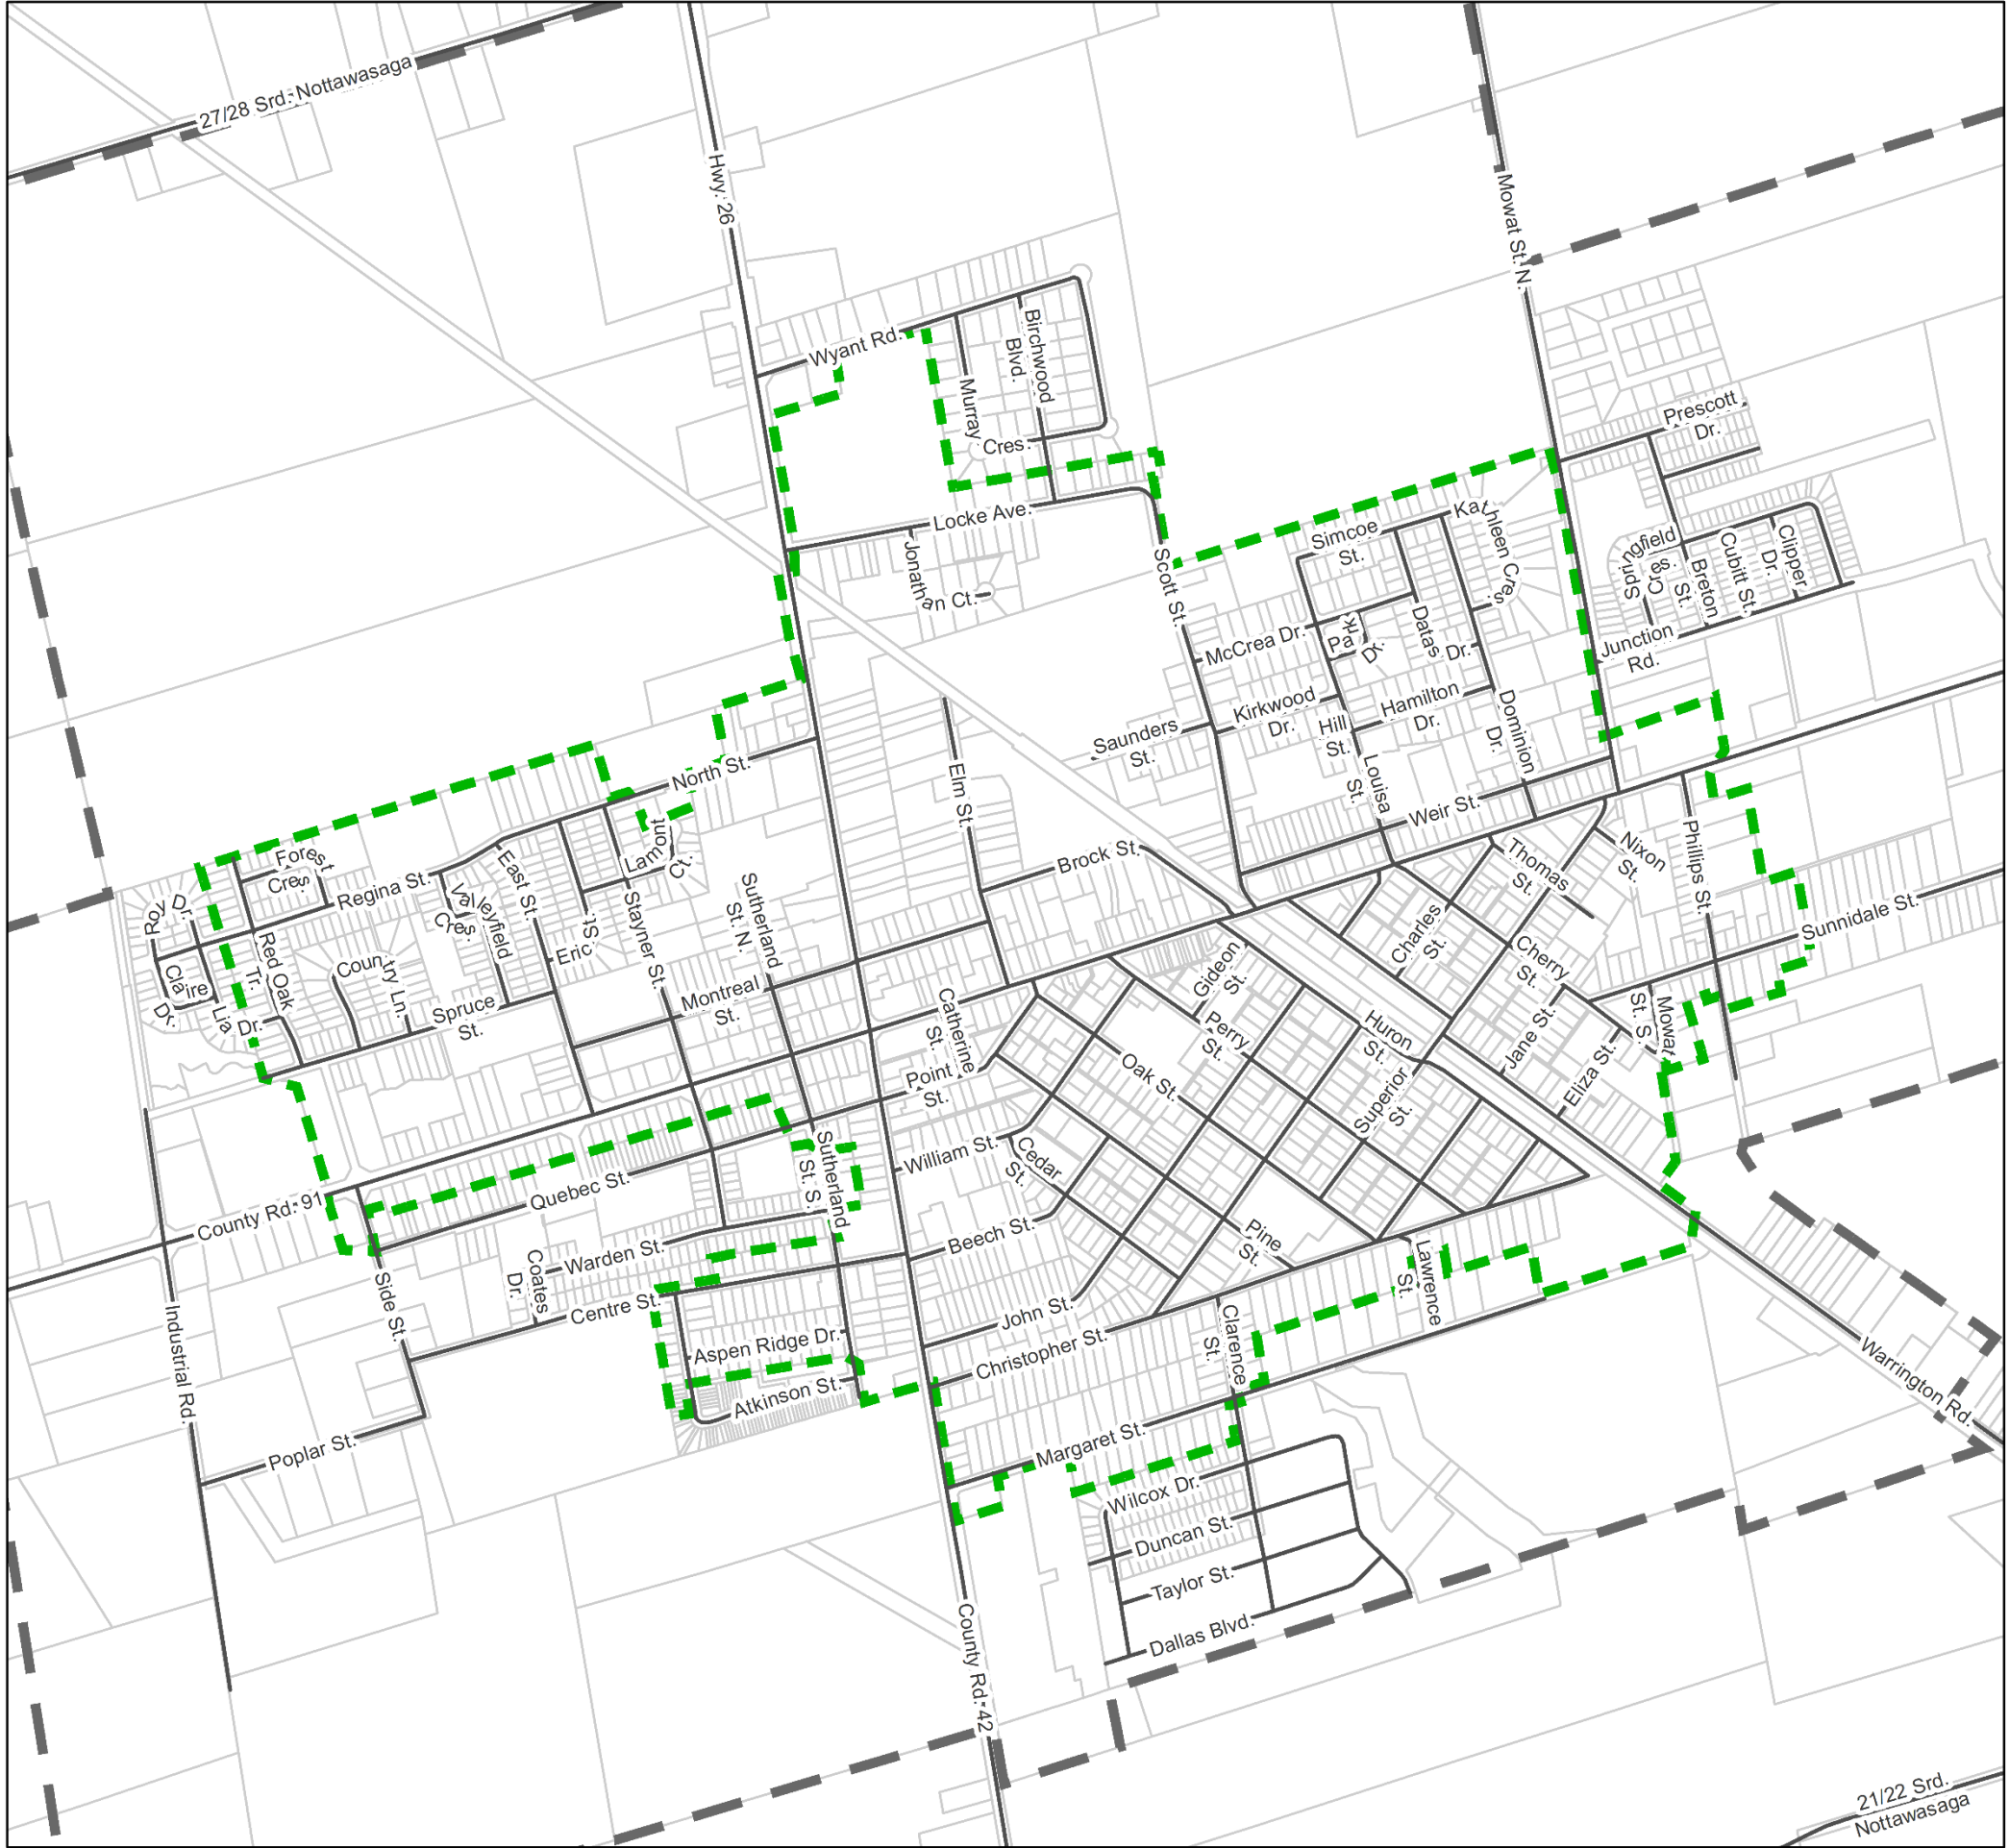 27/28 Srd. Nottawasaga
Hwy. 26
Mowat St. N.
Wyant Rd.
Birchwood
Blvd.
Murray
Cres.
Prescott
Dr.
Locke Ave.
Jonathan Ct.
Scott St.
Simcoe
St.
Kathleen Cres.
Springfield
Cres.
Breton
St.
Cubitt St.
Clipper
Dr.
Junction
Rd.
McCrea Dr.
Park
Dr.
Datas
Dr.
Kirkwood
Dr.
Hamilton
Dr.
Hill
St.
Dominion
Dr.
Saunders
St.
Louisa
St.
Weir St.
North St.
Elm St.
Brock St.
Lamont
Ct.
Forest
Cres.
Regina St.
East St.
Valleyfield
Cres.
Roy Dr.
Claire
Dr.
Lia
Dr.
Red Oak
Tr.
Country Ln.
Spruce
St.
Eric St.
Stayner St.
Sutherland
St. N.
Montreal
St.
Catherine
St.
Point
St.
Gideon
St.
Perry
St.
Oak St.
Huron
St.
Superior
St.
Charles
St.
Thomas
St.
Nixon
St.
Phillips St.
Cherry
St.
Jane St.
Eliza St.
Mowat
St. S.
Sunnidale St.
County Rd. 91
Quebec St.
Sutherland
St. S.
William St.
Cedar
St.
Beech St.
Pine
St.
Warden St.
Coates
Dr.
Side St.
Centre St.
Industrial Rd.
Aspen Ridge Dr.
Atkinson St.
John St.
Christopher St.
Lawrence
St.
Clarence
St.
Poplar St.
Margaret St.
Wilcox Dr.
Duncan St.
Taylor St.
Dallas Blvd.
Warrington Rd.
County Rd. 42
21/22 Srd.
Nottawasaga